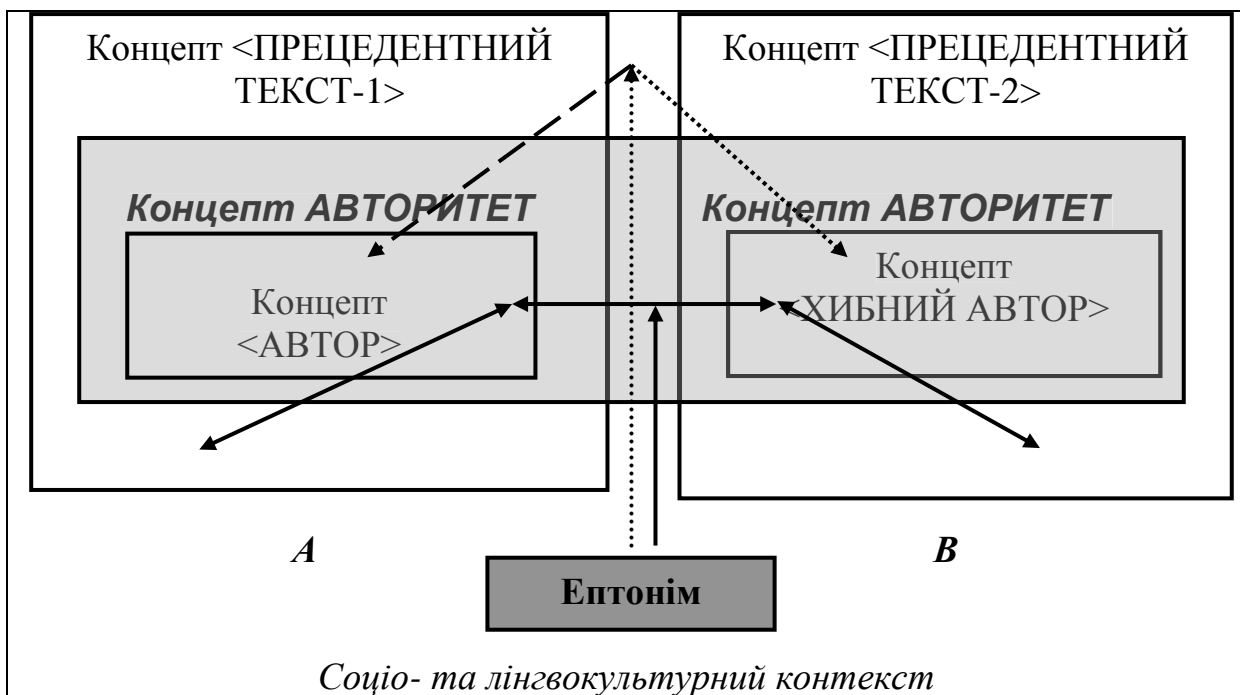 Концепт <ПРЕЦЕДЕНТНИЙ
ТЕКСТ-1>
Концепт <ПРЕЦЕДЕНТНИЙ
ТЕКСТ-2>
Концепт АВТОРИТЕТ
Концепт АВТОРИТЕТ
Концепт
<АВТОР>
Концепт
<ХИБНИЙ АВТОР>
А
В
Ептонім
Соціо- та лінгвокультурний контекст